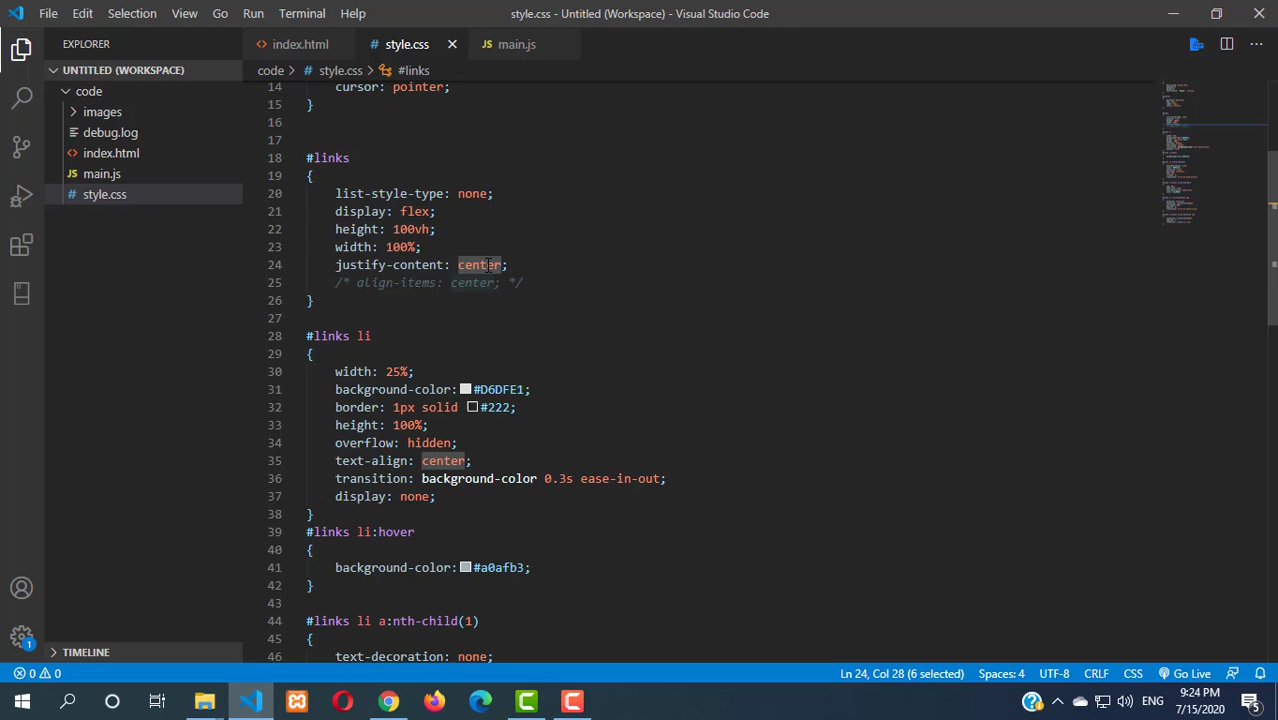 File Edit Selection View Go Run Terminal Help style.css - Untitled (Workspace) - Visual Studio Code
EXPLORER
UNTITLED (WORKSPACE)
code
images
debug.log
index.html
main.js
style.css
TIMELINE
index.html style.css main.js
code > style.css > #links
14 cursor: pointer;
15 }
16
17
18 #links
19 {
20 list-style-type: none;
21 display: flex;
22 height: 100vh;
23 width: 100%;
24 justify-content: center;
25 /* align-items: center; */
26 }
27
28 #links li
29 {
30 width: 25%;
31 background-color: #D6DFE1;
32 border: 1px solid #222;
33 height: 100%;
34 overflow: hidden;
35 text-align: center;
36 transition: background-color 0.3s ease-in-out;
37 display: none;
38 }
39 #links li:hover
40 {
41 background-color: #a0afb3;
42 }
43
44 #links li a:nth-child(1)
45 {
46 text-decoration: none;
1
0 0 Ln 24, Col 28 (6 selected) Spaces: 4 UTF-8 CRLF CSS Go Live
ENG 9:24 PM
7/15/2020
5